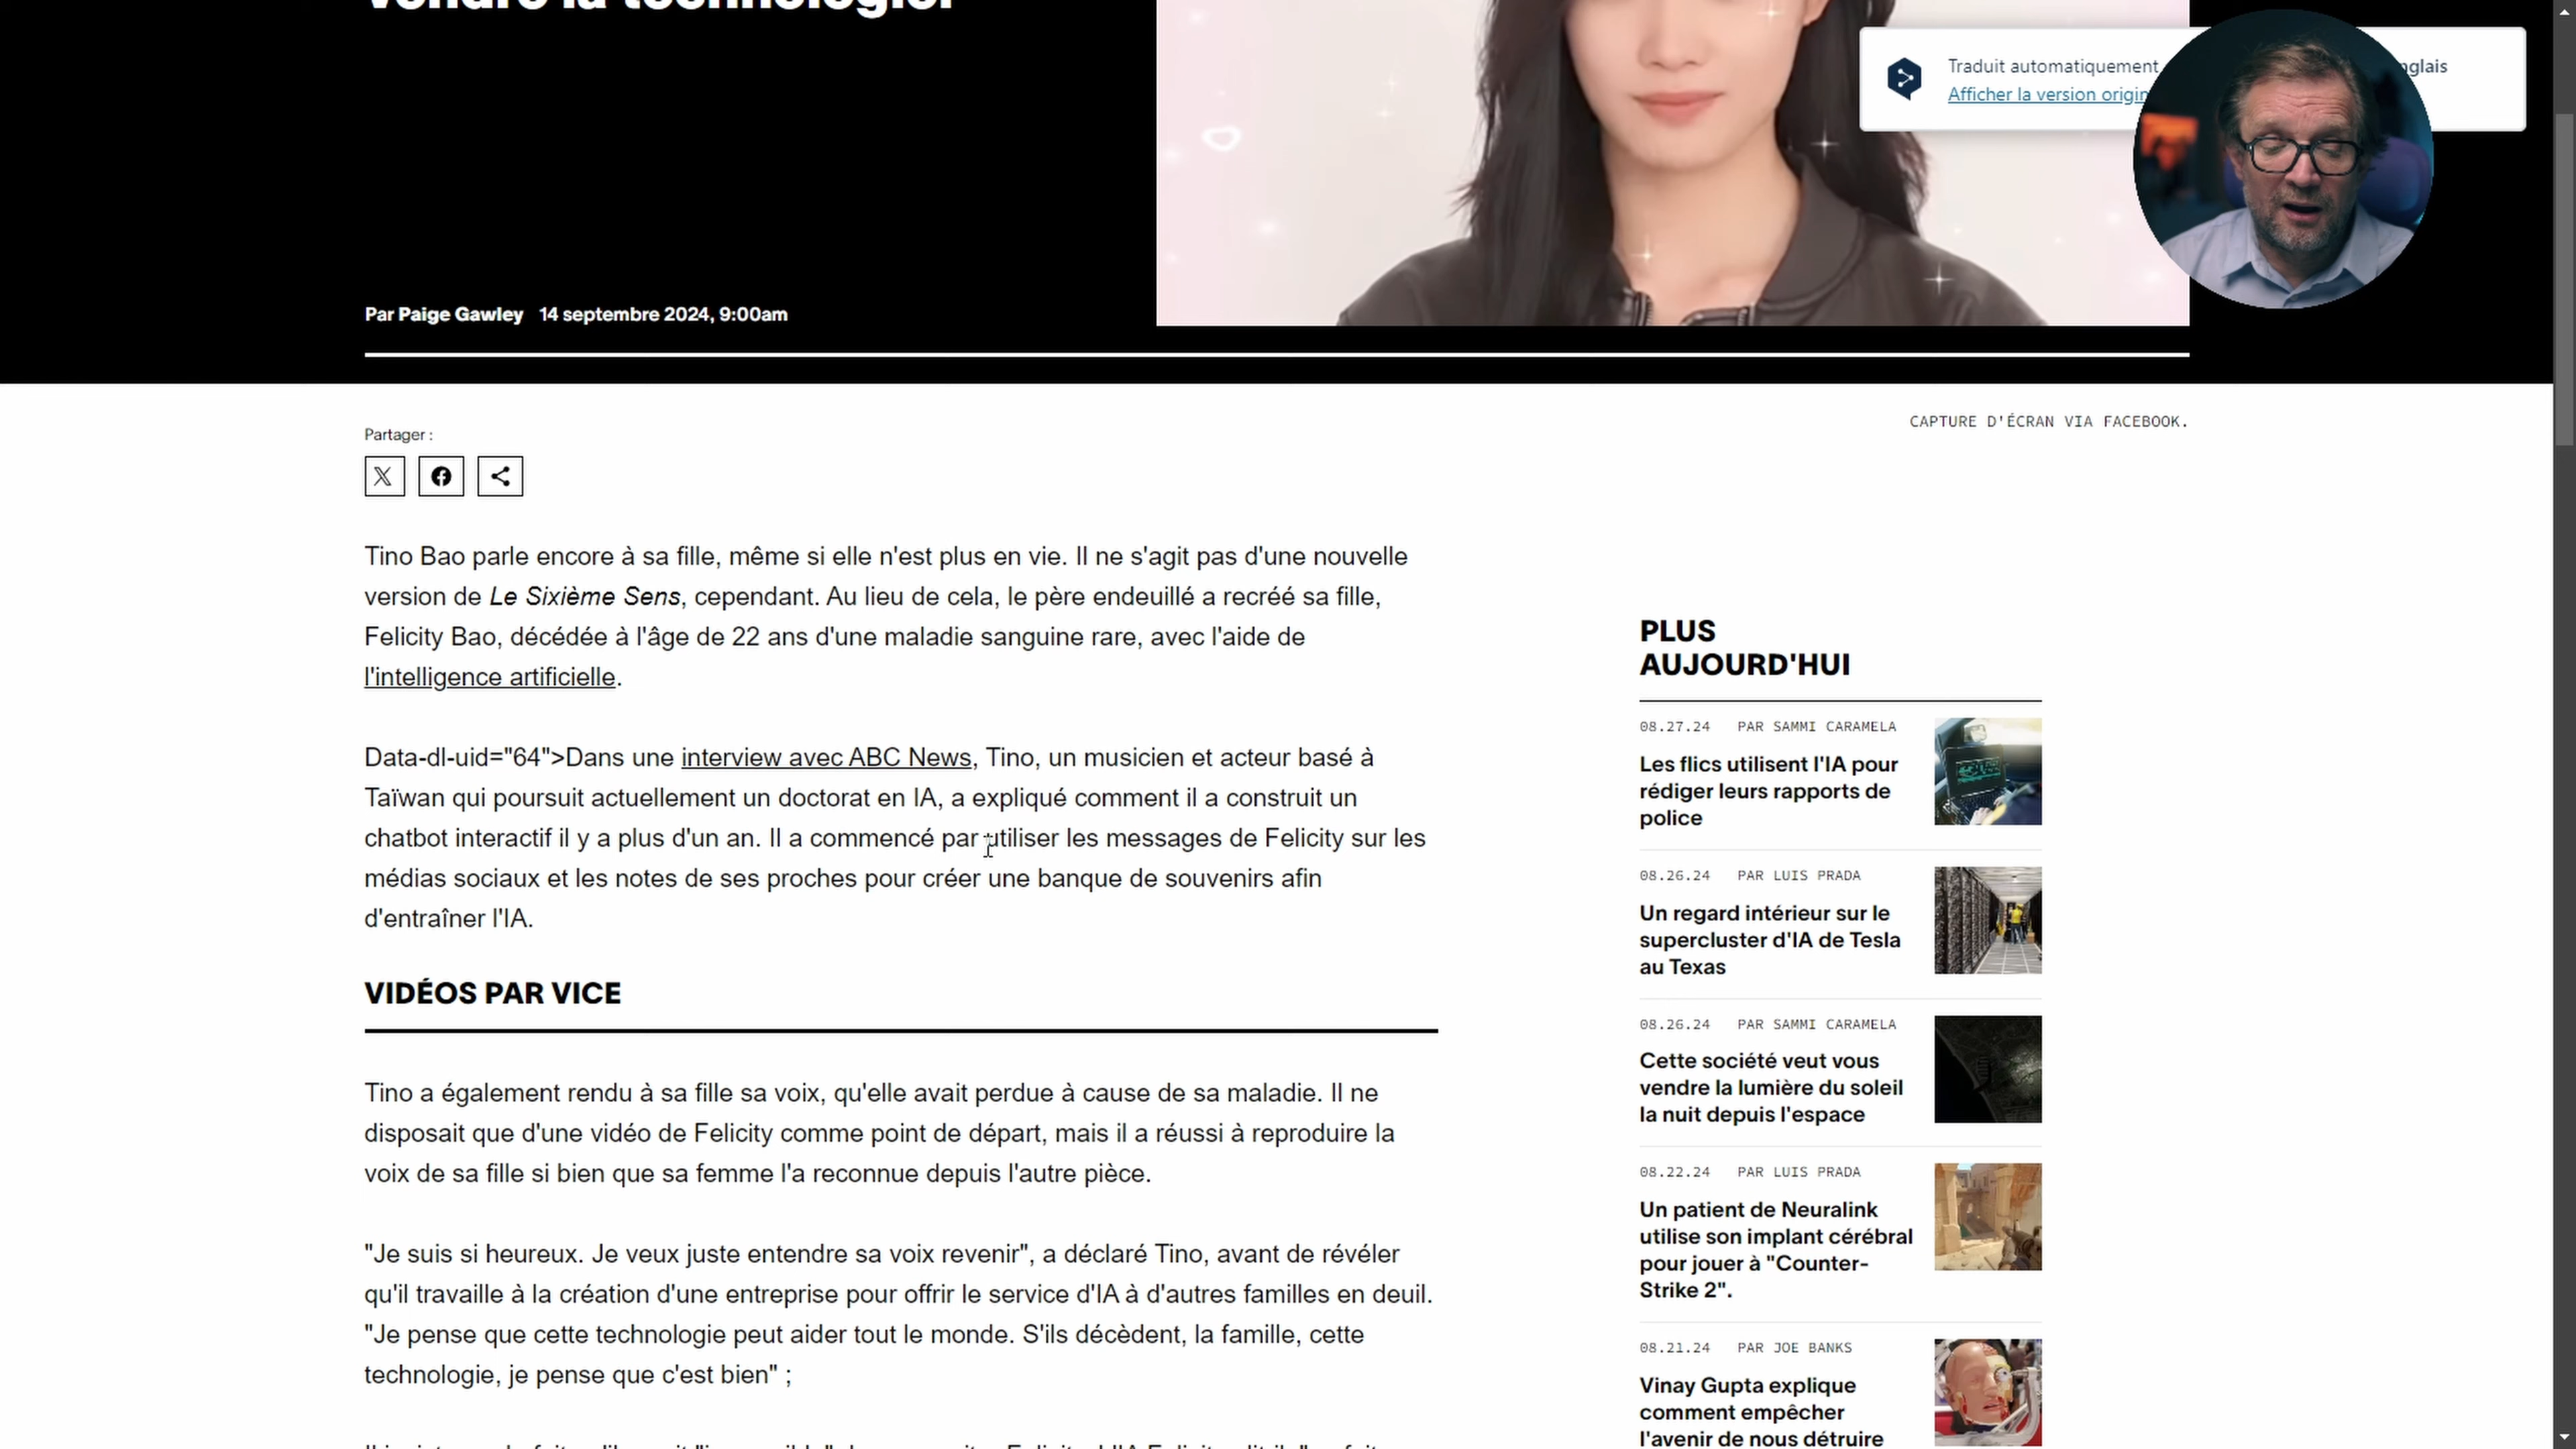 vendre la technologie.
Traduit automatiquement
nglais
Afficher la version origin
Par Paige Gawley 14 septembre 2024, 9:00am
CAPTURE D'ÉCRAN VIA FACEBOOK.
Partager :
Tino Bao parle encore à sa fille, même si elle n'est plus en vie. Il ne s'agit pas d'une nouvelle
version de Le Sixième Sens, cependant. Au lieu de cela, le père endeuillé a recréé sa fille,
Felicity Bao, décédée à l'âge de 22 ans d'une maladie sanguine rare, avec l'aide de
l'intelligence artificielle.
Data-dl-uid="64">Dans une interview avec ABC News, Tino, un musicien et acteur basé à
Taïwan qui poursuit actuellement un doctorat en IA, a expliqué comment il a construit un
chatbot interactif il y a plus d'un an. Il a commencé par utiliser les messages de Felicity sur les
médias sociaux et les notes de ses proches pour créer une banque de souvenirs afin
d'entraîner l'IA.
VIDÉOS PAR VICE
Tino a également rendu à sa fille sa voix, qu'elle avait perdue à cause de sa maladie. Il ne
disposait que d'une vidéo de Felicity comme point de départ, mais il a réussi à reproduire la
voix de sa fille si bien que sa femme l'a reconnue depuis l'autre pièce.
"Je suis si heureux. Je veux juste entendre sa voix revenir", a déclaré Tino, avant de révéler
qu'il travaille à la création d'une entreprise pour offrir le service d'IA à d'autres familles en deuil.
"Je pense que cette technologie peut aider tout le monde. S'ils décèdent, la famille, cette
technologie, je pense que c'est bien" ;
PLUS
AUJOURD'HUI
08.27.24 PAR SAMMI CARAMELA
Les flics utilisent l'IA pour
rédiger leurs rapports de
police
08.26.24 PAR LUIS PRADA
Un regard intérieur sur le
supercluster d'IA de Tesla
au Texas
08.26.24 PAR SAMMI CARAMELA
Cette société veut vous
vendre la lumière du soleil
la nuit depuis l'espace
08.22.24 PAR LUIS PRADA
Un patient de Neuralink
utilise son implant cérébral
pour jouer à "Counter-
Strike 2".
08.21.24 PAR JOE BANKS
Vinay Gupta explique
comment empêcher
l'avenir de nous détruire